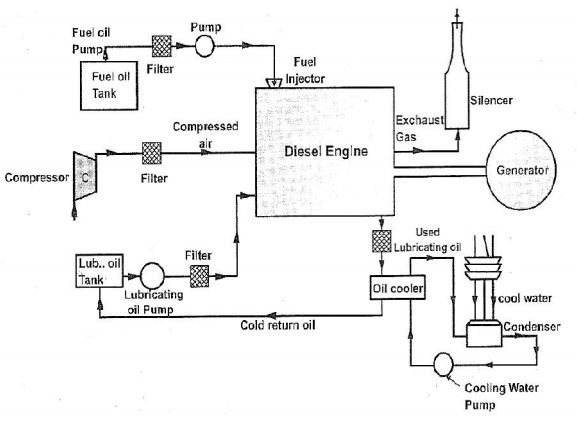 Fuel oil
Pump
Pump
Filter
Fuel oil
Tank
Fuel
Injector
Silencer
Exchaust
Gas
Compressed
air
Diesel Engine
Generator
Compressor
C
Filter
Filter
Used
Lubricating oil
Lub.. oil
Tank
Lubricating
oil Pump
Oil cooler
cool water
Condenser
Cold return oil
Cooling Water
Pump